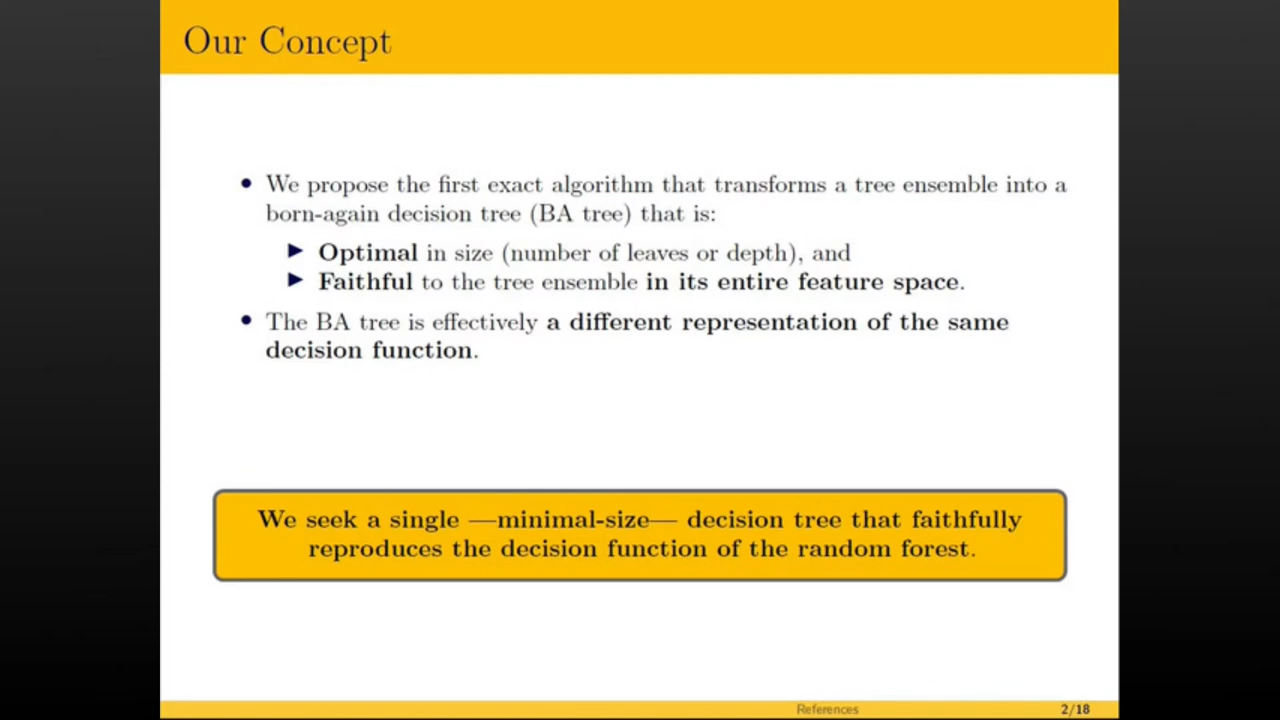 Our Concept
• We propose the first exact algorithm that transforms a tree ensemble into a
born-again decision tree (BA tree) that is:
▶ Optimal in size (number of leaves or depth), and
▶ Faithful to the tree ensemble in its entire feature space.
• The BA tree is effectively a different representation of the same
decision function.
We seek a single —minimal-size— decision tree that faithfully
reproduces the decision function of the random forest.
References 2/18